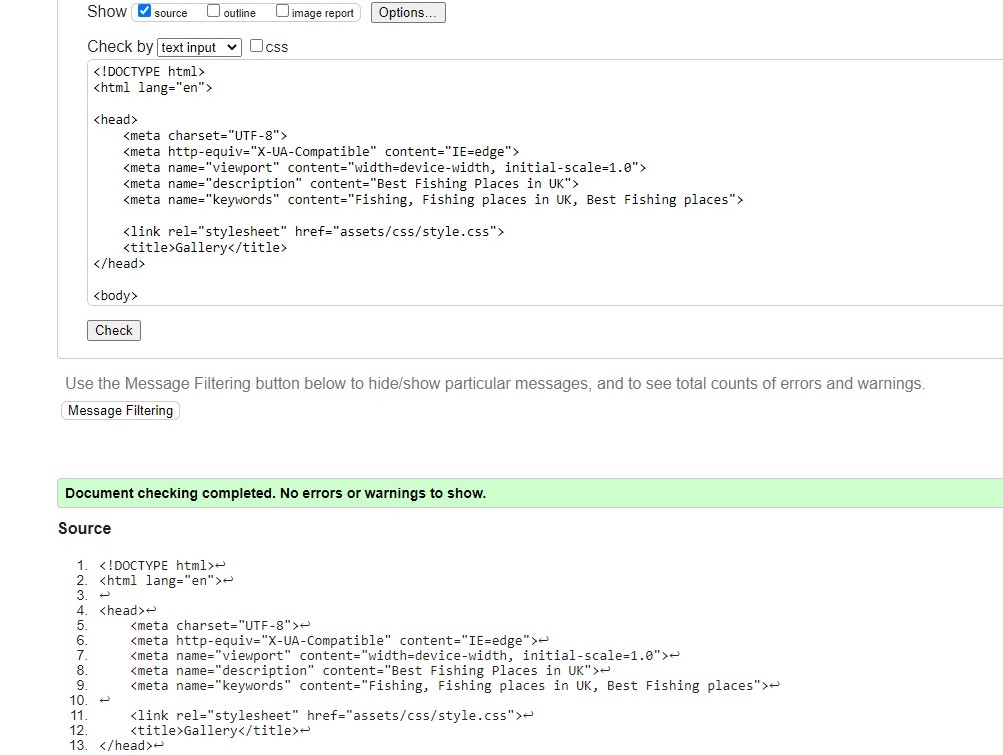 Show source outline image report Options...
Check by text input css
<!DOCTYPE html>
<html lang="en">
<head>
<meta charset="UTF-8">
<meta http-equiv="X-UA-Compatible" content="IE=edge">
<meta name="viewport" content="width=device-width, initial-scale=1.0">
<meta name="description" content="Best Fishing Places in UK">
<meta name="keywords" content="Fishing, Fishing places in UK, Best Fishing places">
<link rel="stylesheet" href="assets/css/style.css">
<title>Gallery</title>
</head>
<body>
Check
Use the Message Filtering button below to hide/show particular messages, and to see total counts of errors and warnings.
Message Filtering
Document checking completed. No errors or warnings to show.
Source
1. <!DOCTYPE html>↩
2. <html lang="en">↩
3. ↩
4. <head>↩
5. <meta charset="UTF-8">↩
6. <meta http-equiv="X-UA-Compatible" content="IE=edge">↩
7. <meta name="viewport" content="width=device-width, initial-scale=1.0">↩
8. <meta name="description" content="Best Fishing Places in UK">↩
9. <meta name="keywords" content="Fishing, Fishing places in UK, Best Fishing places">↩
10. ↩
11. <link rel="stylesheet" href="assets/css/style.css">↩
12. <title>Gallery</title>↩
13. </head>↩